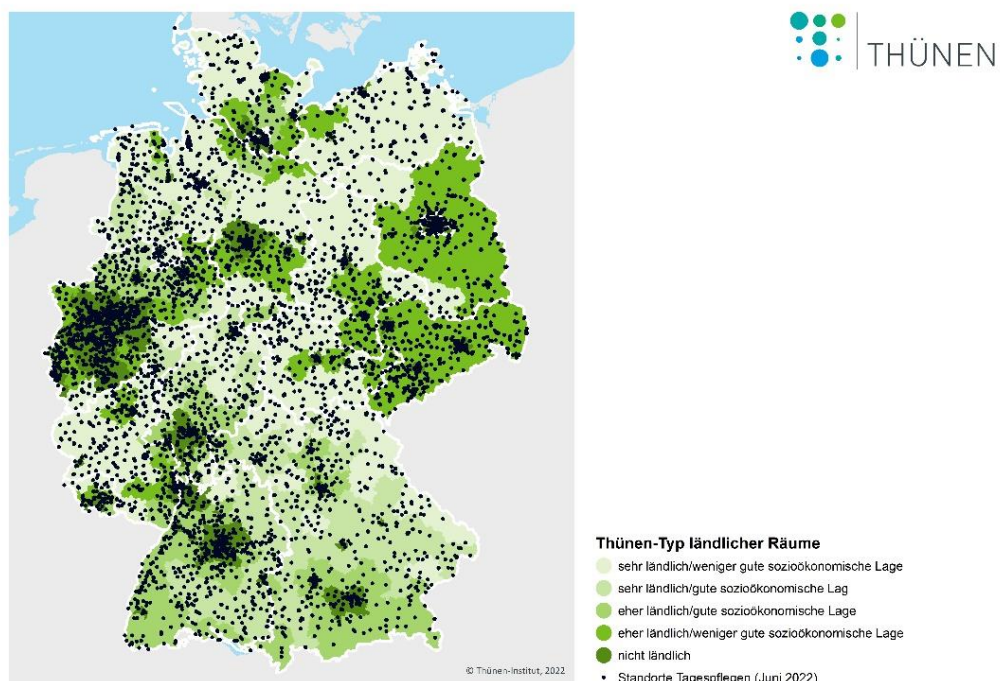 THÜNEN
Thünen-Typ ländlicher Räume
sehr ländlich/weniger gute sozioökonomische Lage
sehr ländlich/gute sozioökonomische Lag
eher ländlich/gute sozioökonomische Lage
eher ländlich/weniger gute sozioökonomische Lage
nicht ländlich
Standorte Tagespflegen (Juni 2022)
© Thünen-Institut, 2022